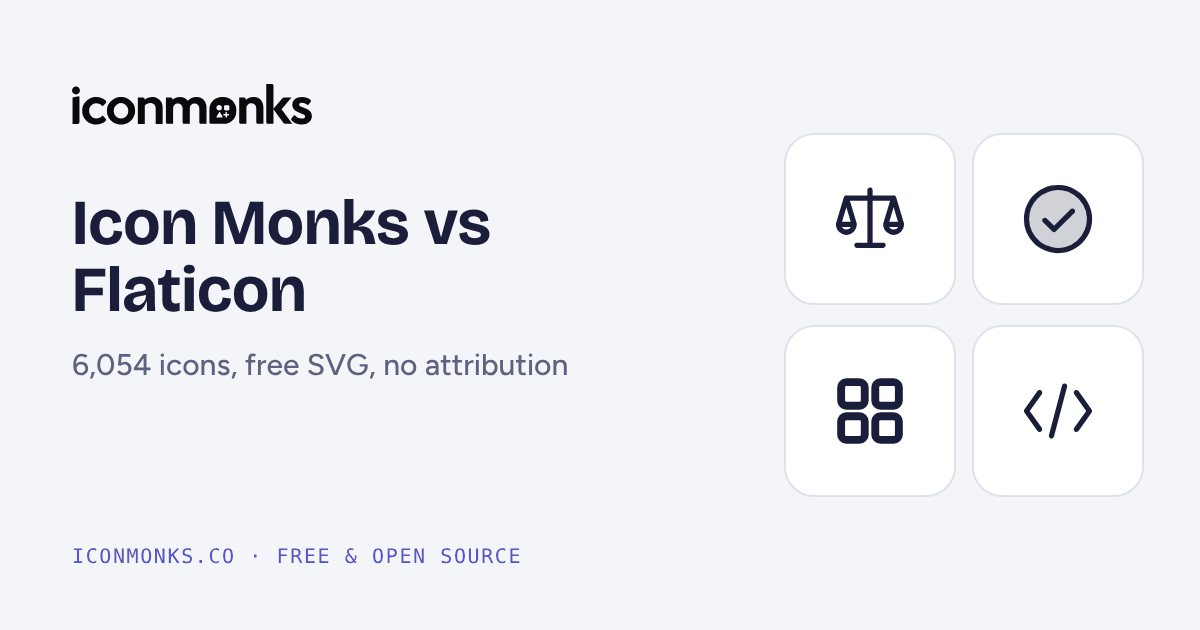 iconmonks
Icon Monks vs
Flaticon
6,054 icons, free SVG, no attribution
ICONMONKS.CO · FREE & OPEN SOURCE